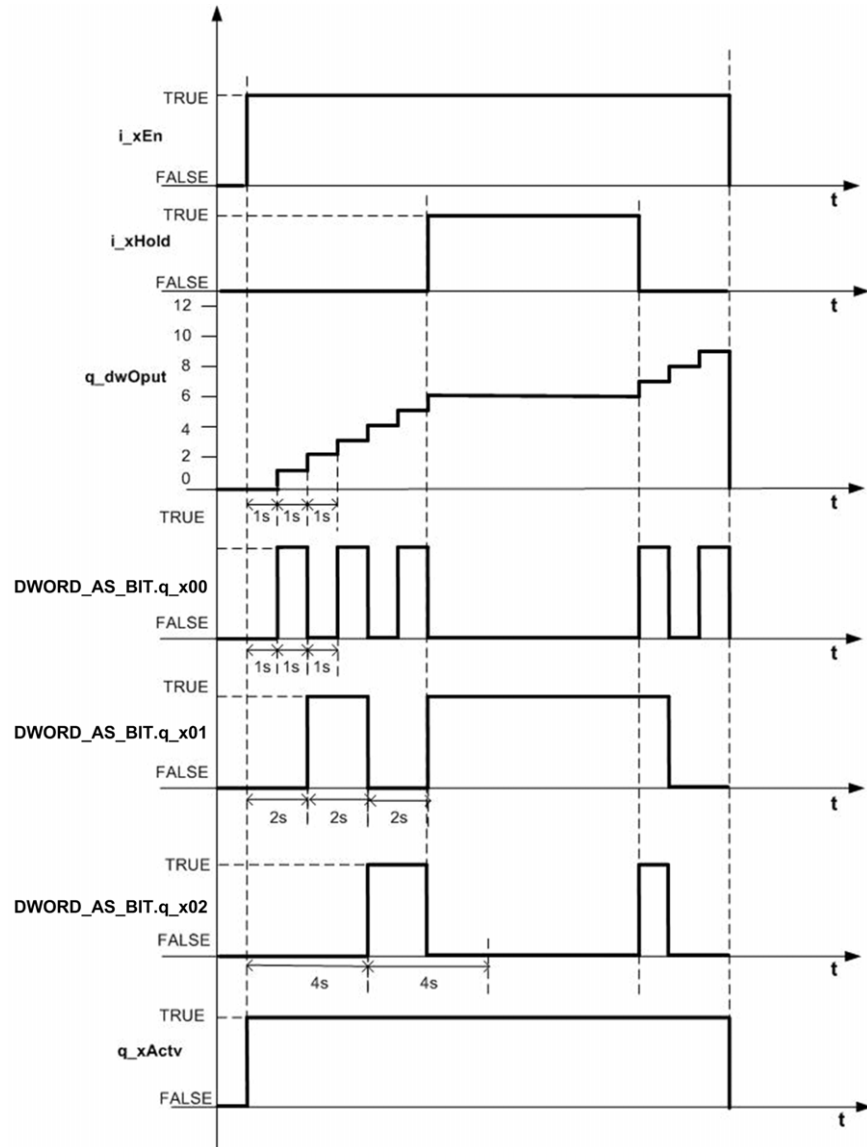 TRUE
i_xEn
FALSE
t
TRUE
i_xHold
FALSE
t
12
10
8
q_dwOput
6
4
2
0
t
1s 1s 1s
TRUE
DWORD_AS_BIT.q_x00
FALSE
t
1s 1s 1s
TRUE
DWORD_AS_BIT.q_x01
FALSE
t
2s 2s 2s
TRUE
DWORD_AS_BIT.q_x02
FALSE
t
4s 4s
TRUE
q_xActv
FALSE
t